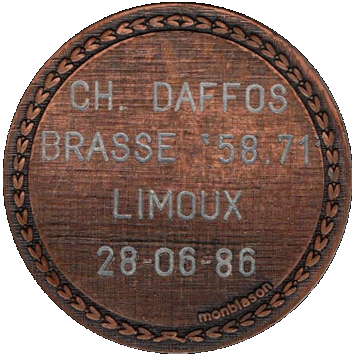 CH. DAFFOS
BRASSE '58.71'
LIMOUX
28-06-86
monblason